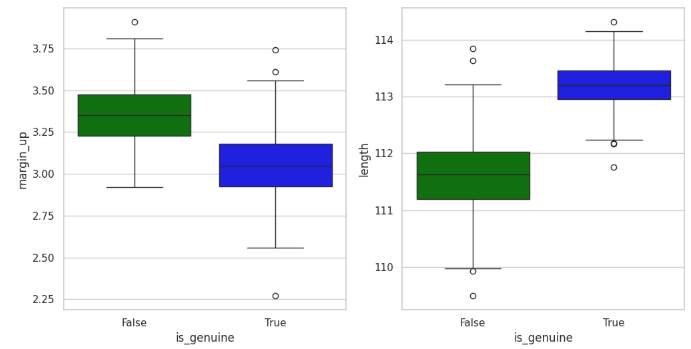 margin_up
3.75
3.50
3.25
3.00
2.75
2.50
2.25
False
True
is_genuine
length
114
113
112
111
110
False
True
is_genuine